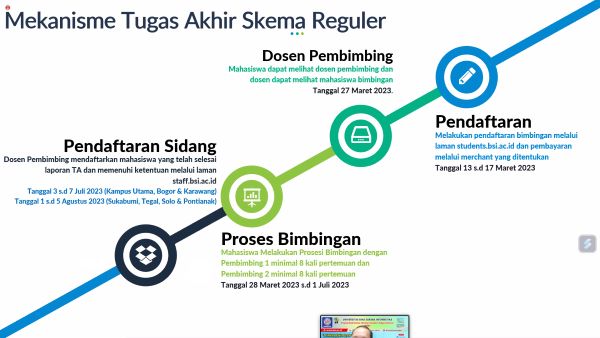 Mekanisme Tugas Akhir Skema Reguler
Dosen Pembimbing
Mahasiswa dapat melihat dosen pembimbing dan
dosen dapat melihat mahasiswa bimbingan
Tanggal 27 Maret 2023.
Pendaftaran
Melakukan pendaftaran bimbingan melalui
laman students.bsi.ac.id dan pembayaran
melalui merchant yang ditentukan
Tanggal 13 s.d 17 Maret 2023
Pendaftaran Sidang
Dosen Pembimbing mendaftarkan mahasiswa yang telah selesai
laporan TA dan memenuhi ketentuan melalui laman
staff.bsi.ac.id
Tanggal 3 s.d 7 Juli 2023 (Kampus Utama, Bogor & Karawang)
Tanggal 1 s.d 5 Agustus 2023 (Sukabumi, Tegal, Solo & Pontianak)
Proses Bimbingan
Mahasiswa Melakukan Prosesi Bimbingan dengan
Pembimbing 1 minimal 8 kali pertemuan dan
Pembimbing 2 minimal 8 kali pertemuan
Tanggal 28 Maret 2023 s.d 1 Juli 2023